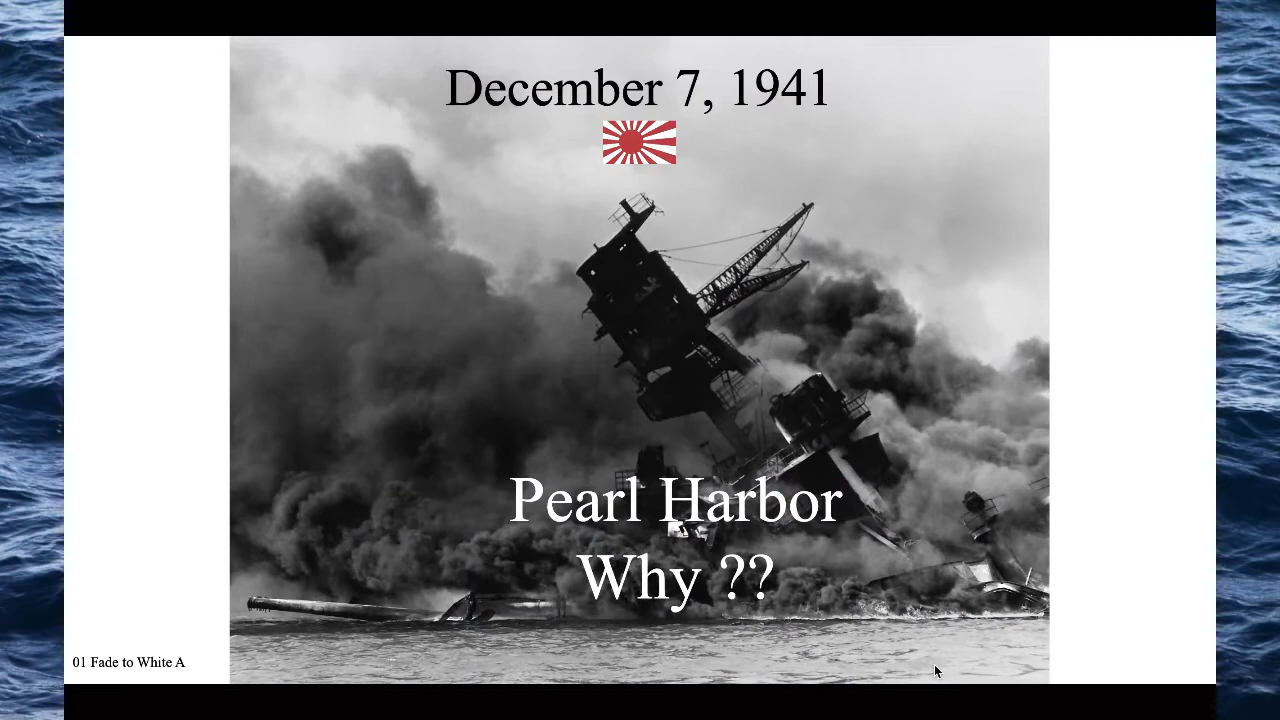 December 7, 1941
Pearl Harbor
Why ??
01 Fade to White A